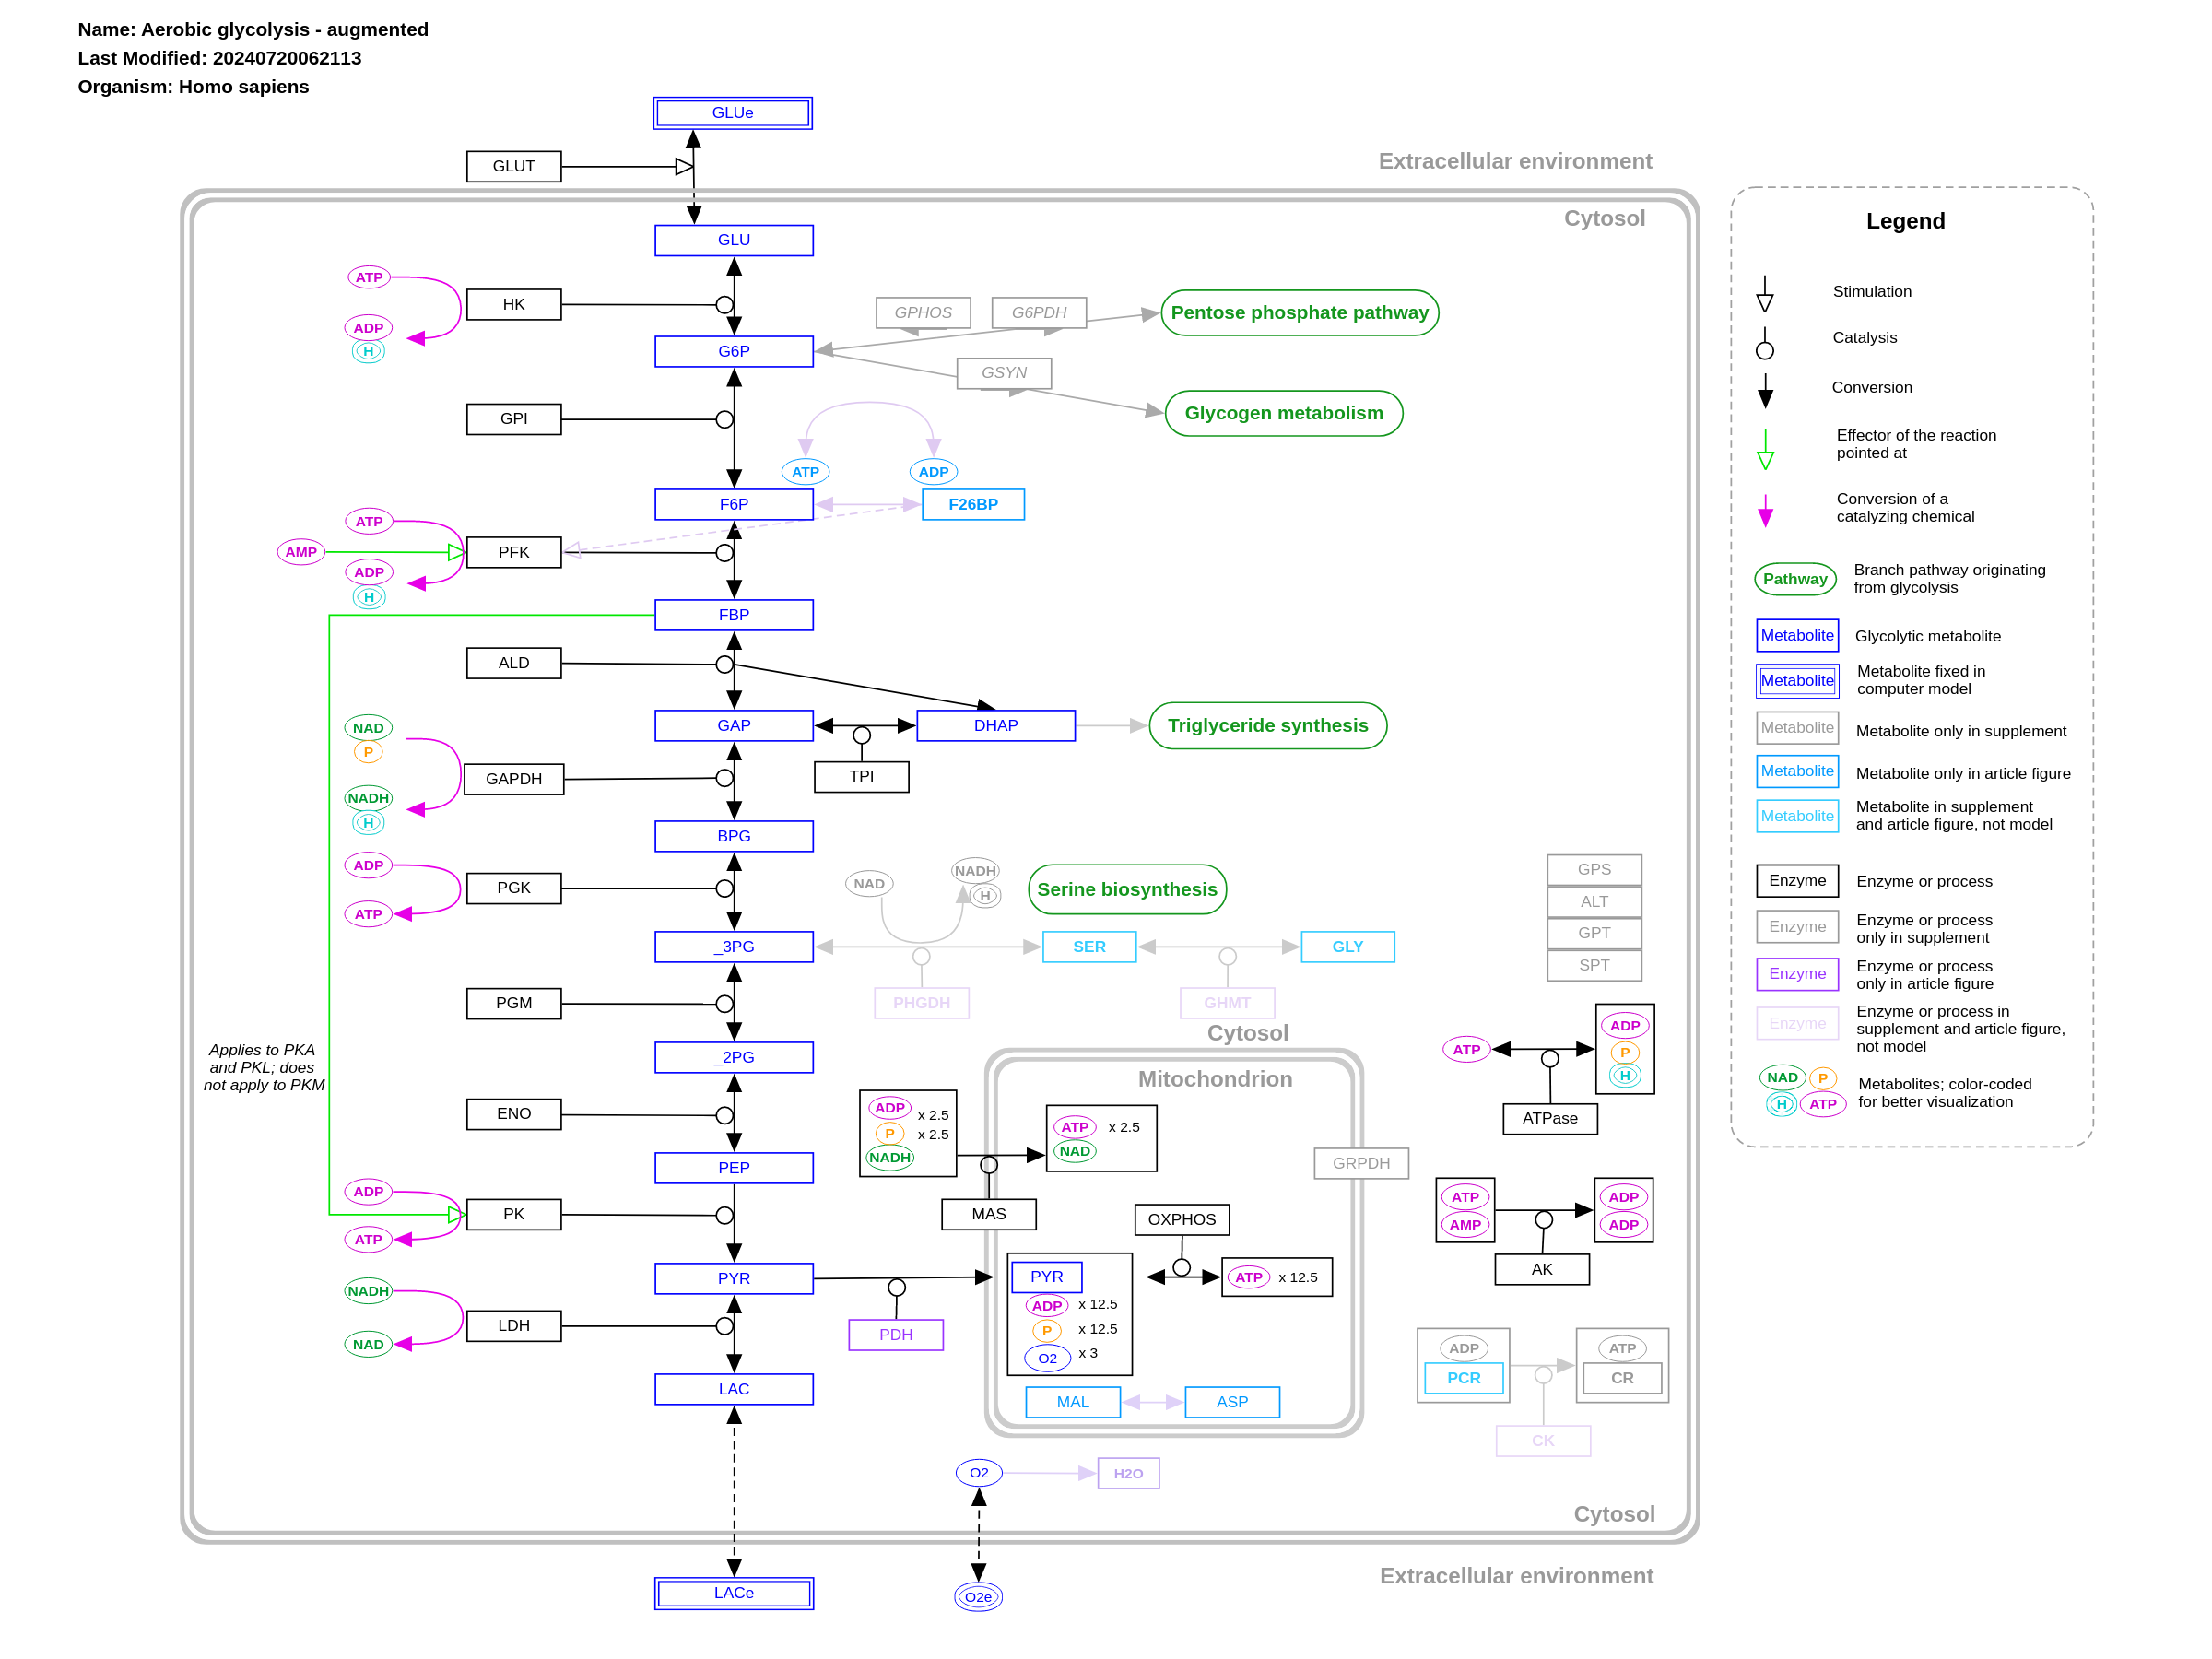 Name: Aerobic glycolysis - augmented
Last Modified: 20240720062113
Organism: Homo sapiens
GLUe
GLUT
Extracellular environment
Cytosol
GLU
ATP
HK
ADP
H
GPHOS
G6PDH
Pentose phosphate pathway
G6P
GSYN
GPI
Glycogen metabolism
ATP
ADP
F6P
F26BP
ATP
AMP
PFK
ADP
H
FBP
ALD
GAP
DHAP
Triglyceride synthesis
NAD
P
TPI
GAPDH
NADH
H
BPG
ADP
PGK
ATP
NAD
NADH
H
Serine biosynthesis
GPS
ALT
GPT
SPT
_3PG
SER
GLY
PGM
PHGDH
GHMT
Cytosol
Applies to PKA
and PKL; does
not apply to PKM
_2PG
Mitochondrion
ATP
ADP
P
H
ATPase
ENO
ADP
x 2.5
P
x 2.5
NADH
ATP
x 2.5
NAD
GRPDH
PEP
ADP
PK
ATP
MAS
OXPHOS
ATP
AMP
ADP
ADP
AK
PYR
PYR
ADP
x 12.5
P
x 12.5
O2
x 3
ATP
x 12.5
NADH
LDH
NAD
PDH
ADP
PCR
ATP
CR
CK
LAC
MAL
ASP
O2
H2O
Cytosol
Extracellular environment
LACe
O2e
Legend
Stimulation
Catalysis
Conversion
Effector of the reaction
pointed at
Conversion of a
catalyzing chemical
Pathway
Branch pathway originating
from glycolysis
Metabolite
Glycolytic metabolite
Metabolite
Metabolite fixed in
computer model
Metabolite
Metabolite only in supplement
Metabolite
Metabolite only in article figure
Metabolite
Metabolite in supplement
and article figure, not model
Enzyme
Enzyme or process
Enzyme
Enzyme or process
only in supplement
Enzyme
Enzyme or process
only in article figure
Enzyme
Enzyme or process in
supplement and article figure,
not model
NAD
P
H
ATP
Metabolites; color-coded
for better visualization